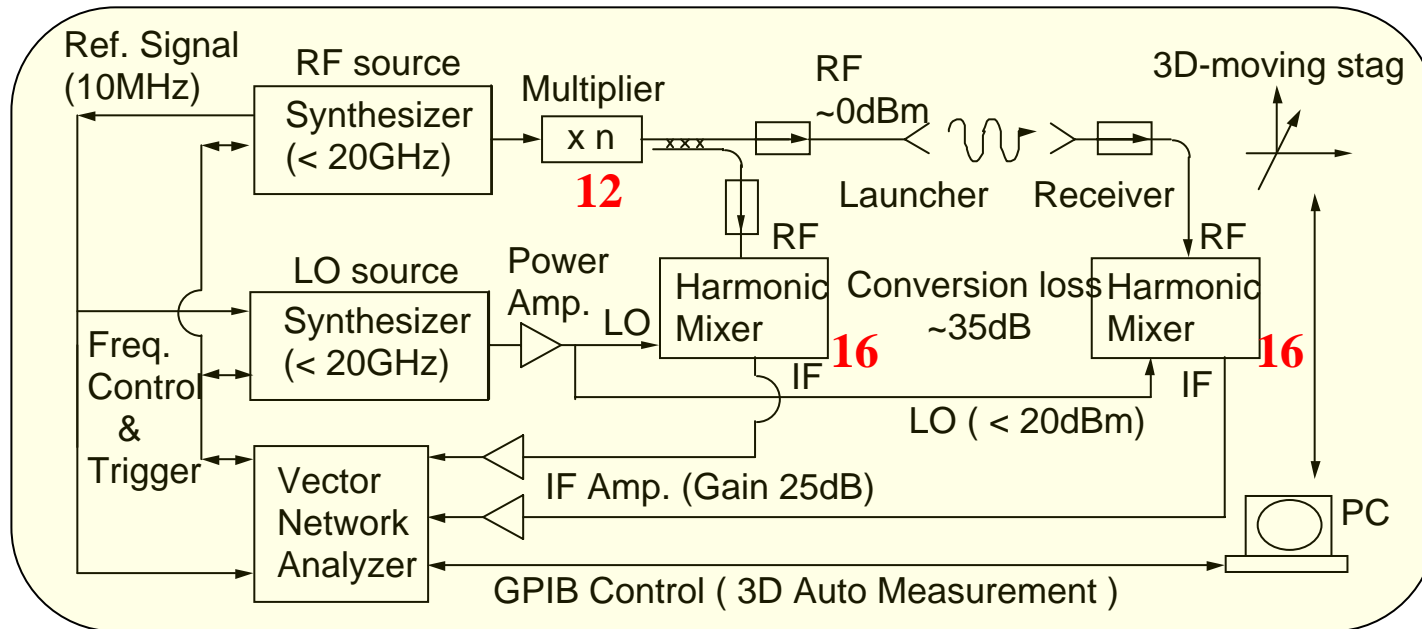 Ref. Signal
(10MHz)
RF source
Synthesizer
(< 20GHz)
Multiplier
x n
12
xxx
RF
~0dBm
Launcher
Receiver
3D-moving stag
RF
RF
LO source
Synthesizer
(< 20GHz)
Power
Amp.
LO
Harmonic
Mixer
16
IF
Conversion loss
~35dB
Harmonic
Mixer
16
IF
LO ( < 20dBm)
Freq.
Control
&
Trigger
Vector
Network
Analyzer
IF Amp. (Gain 25dB)
PC
GPIB Control ( 3D Auto Measurement )